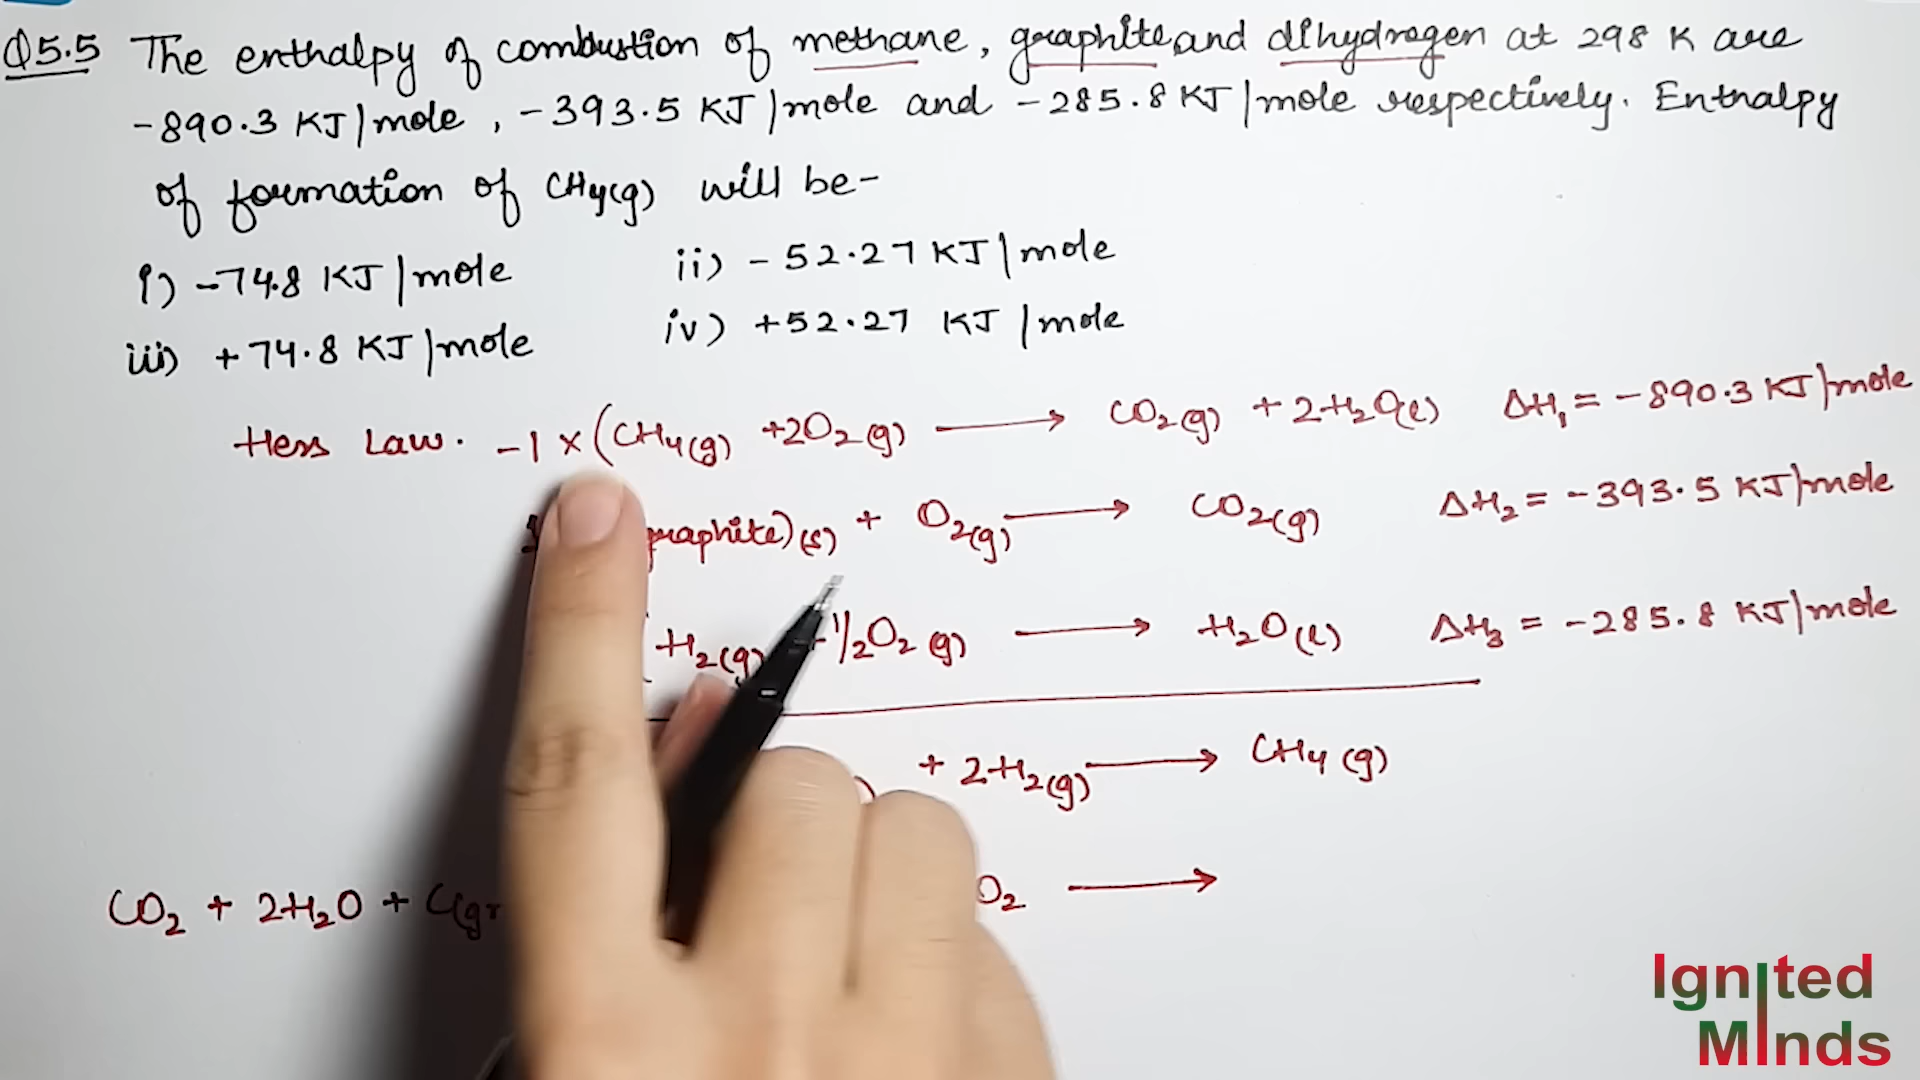 Q5.5 The enthalpy of combustion of methane, graphite and dihydrogen at 298 K are
-890.3 KJ/mole, -393.5 KJ/mole and -285.8 KJ/mole respectively. Enthalpy
of formation of CH4(g) will be-
i) -74.8 KJ/mole ii) -52.27 KJ/mole
iii) +74.8 KJ/mole iv) +52.27 KJ/mole
Hess Law. -1 × (CH4(g) +2O2(g) ⟶ CO2(g) + 2H2O(l) ΔH1 = -890.3 KJ/mole
graphite)(s) + O2(g) ⟶ CO2(g) ΔH2 = -393.5 KJ/mole
H2(g) + 1/2O2(g) ⟶ H2O(l) ΔH3 = -285.8 KJ/mole
+ 2H2(g) ⟶ CH4(g)
CO2 + 2H2O + C(gr O2 ⟶
Ignited
Minds